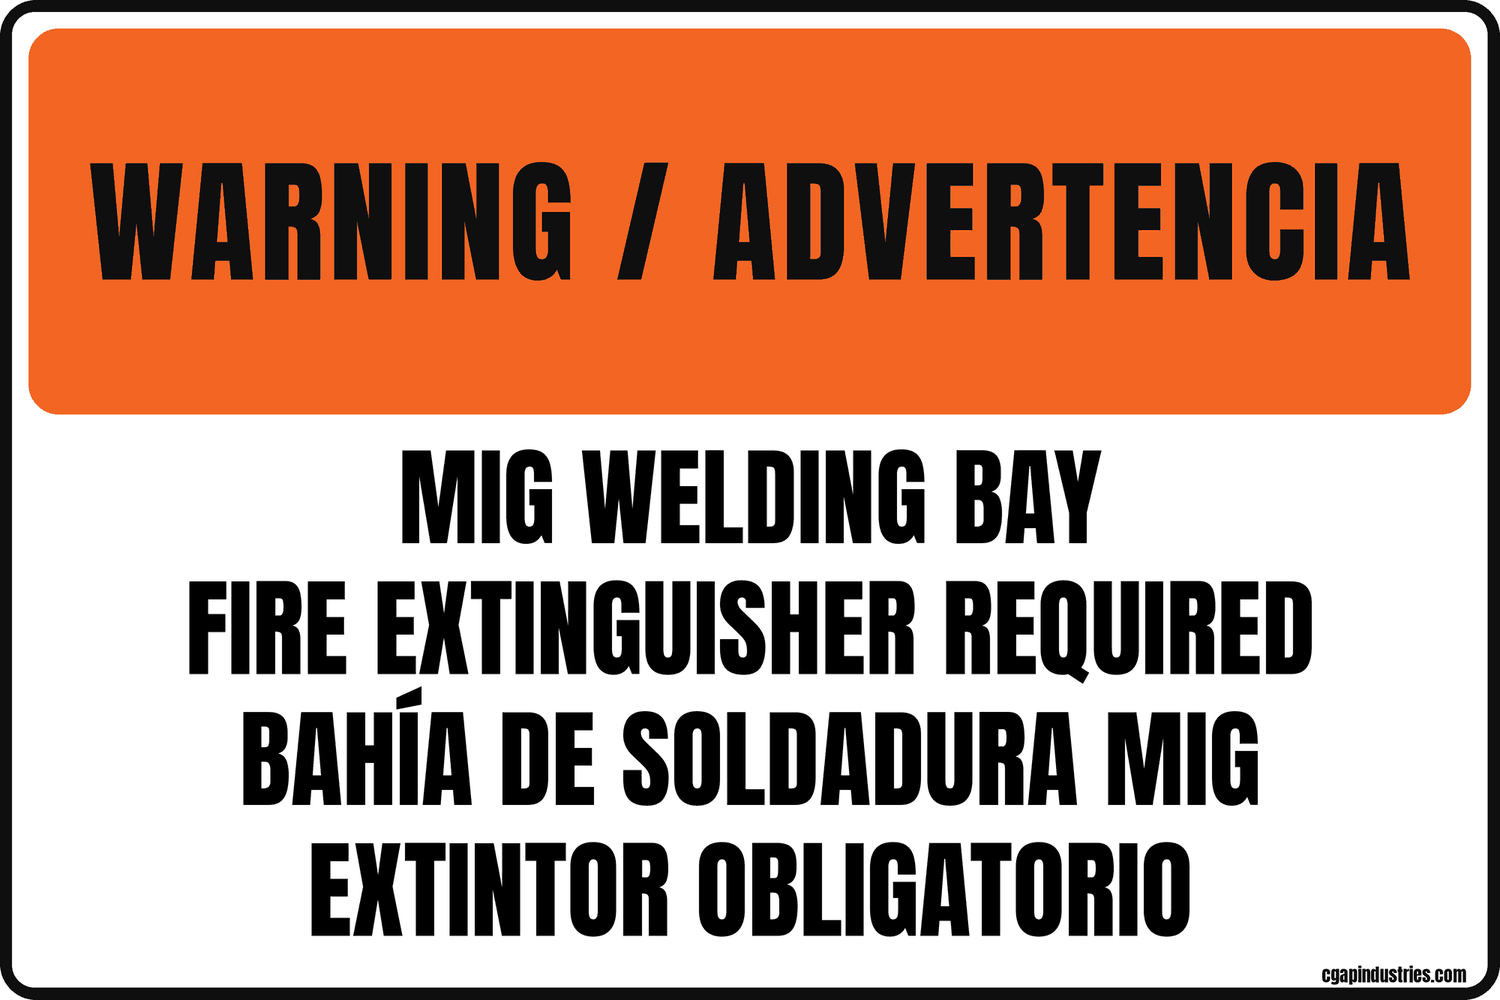 WARNING / ADVERTENCIA
MIG WELDING BAY
FIRE EXTINGUISHER REQUIRED
BAHÍA DE SOLDADURA MIG
EXTINTOR OBLIGATORIO
cgapindustries.com